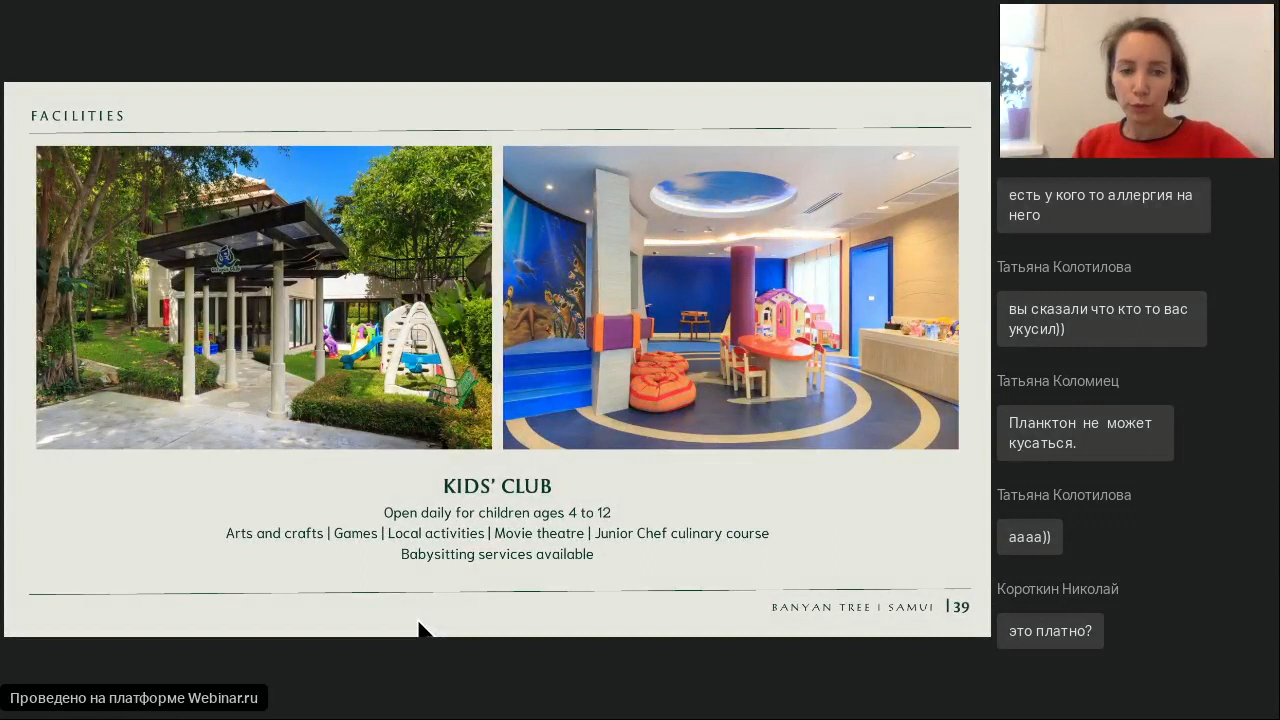 FACILITIES
KIDS' CLUB
Open daily for children ages 4 to 12
Arts and crafts | Games | Local activities | Movie theatre | Junior Chef culinary course
Babysitting services available
BANYAN TREE | SAMUI | 39
есть у кого то аллергия на
него
Татьяна Колотилова
вы сказали что кто то вас
укусил))
Татьяна Коломиец
Планктон не может
кусаться.
Татьяна Колотилова
аааа))
Короткин Николай
это платно?
Проведено на платформе Webinar.ru